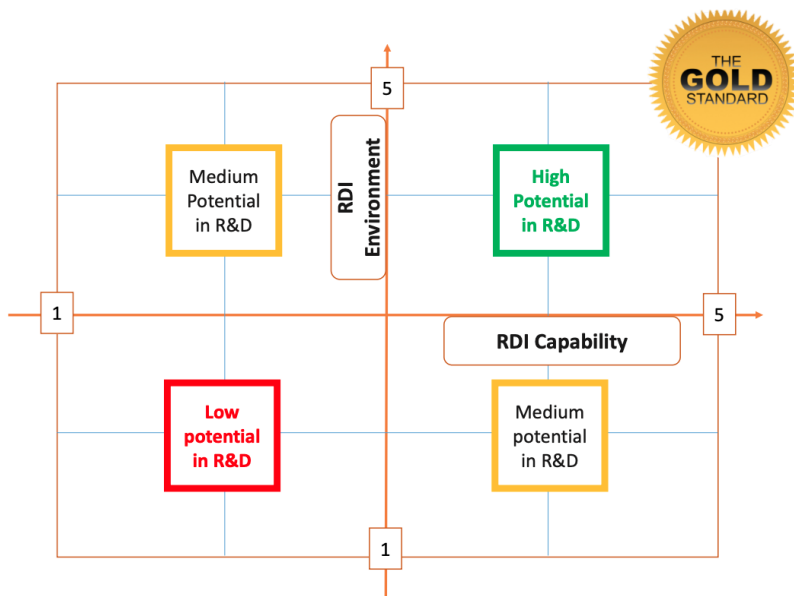 THE
GOLD
STANDARD
5
RDI
Environment
Medium
Potential
in R&D
High
Potential
in R&D
1
5
RDI Capability
Low
potential
in R&D
Medium
potential
in R&D
1